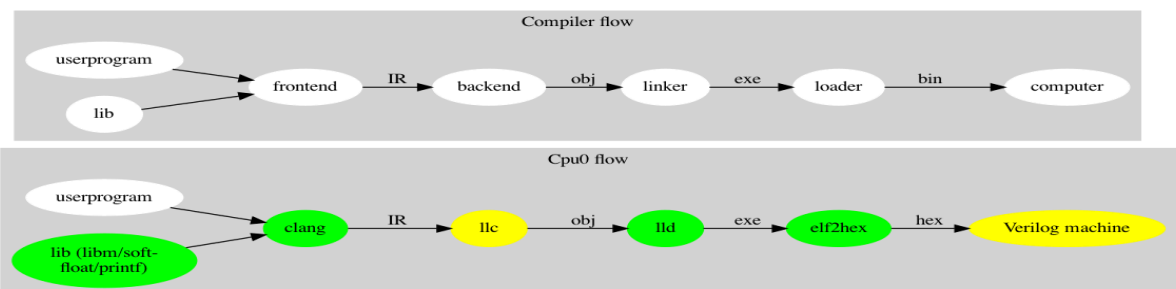 Compiler flow
userprogram
lib
frontend
IR
backend
obj
linker
exe
loader
bin
computer
Cpu0 flow
userprogram
lib (libm/soft-
float/printf)
clang
IR
llc
obj
lld
exe
elf2hex
hex
Verilog machine